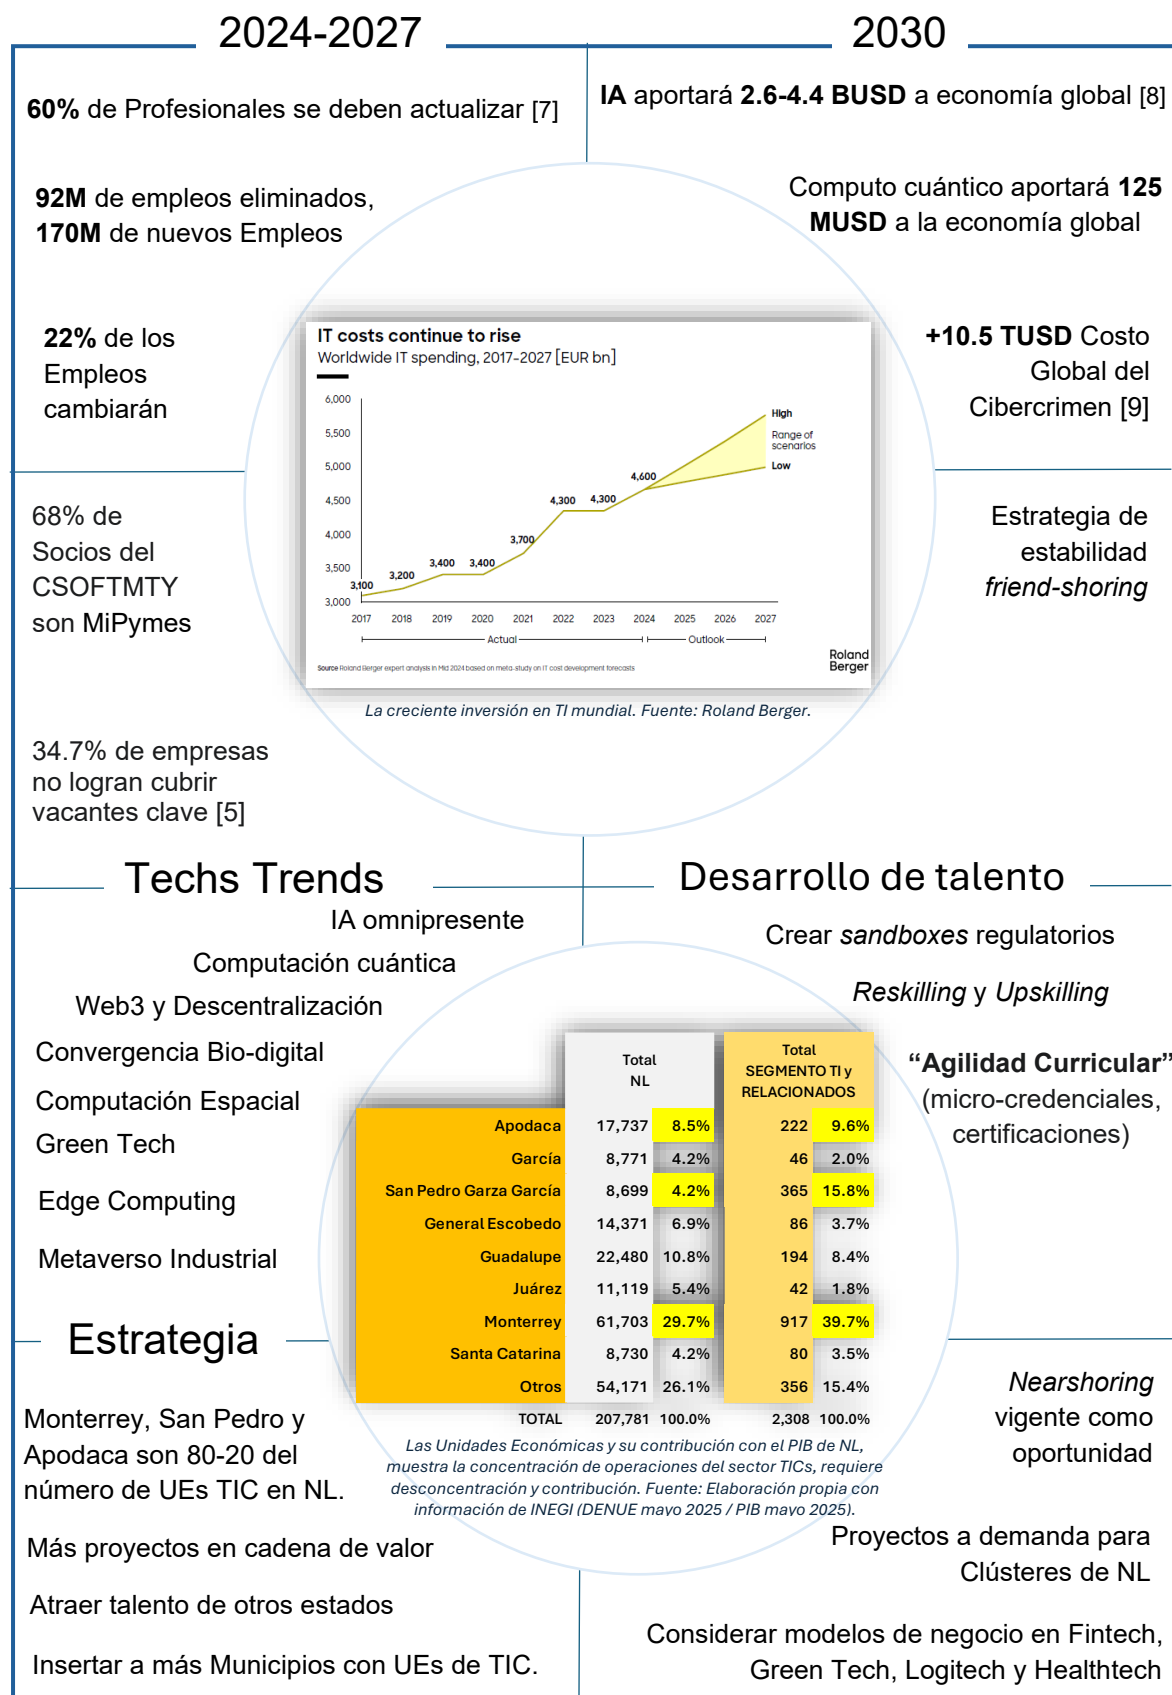 2024-2027
2030
60% de Profesionales se deben actualizar [7]
IA aportará 2.6-4.4 BUSD a economía global [8]
92M de empleos eliminados,
170M de nuevos Empleos
Computo cuántico aportará 125
MUSD a la economía global
22% de los
Empleos
cambiarán
+10.5 TUSD Costo
Global del
Cibercrimen [9]
IT costs continue to rise
Worldwide IT spending, 2017-2027 [EUR bn]
6,000
5,500
5,000
4,500
4,000
3,500
3,000
3,100
3,200
3,400
3,400
3,700
4,300
4,300
4,600
High
Range of
scenarios
Low
2017 2018 2019 2020 2021 2022 2023 2024 2025 2026 2027
Actual
Outlook
Source Roland Berger expert analysis in Mid 2024 based on meta-study on IT cost development forecasts
Roland
Berger
La creciente inversión en TI mundial. Fuente: Roland Berger.
68% de
Socios del
CSOFTMTY
son MiPymes
Estrategia de
estabilidad
friend-shoring
34.7% de empresas
no logran cubrir
vacantes clave [5]
Techs Trends
Desarrollo de talento
IA omnipresente
Computación cuántica
Web3 y Descentralización
Convergencia Bio-digital
Computación Espacial
Green Tech
Edge Computing
Metaverso Industrial
Crear sandboxes regulatorios
Reskilling y Upskilling
“Agilidad Curricular”
(micro-credenciales,
certificaciones)
Total
NL
Total
SEGMENTO TI y
RELACIONADOS
Apodaca 17,737 8.5% 222 9.6%
García 8,771 4.2% 46 2.0%
San Pedro Garza García 8,699 4.2% 365 15.8%
General Escobedo 14,371 6.9% 86 3.7%
Guadalupe 22,480 10.8% 194 8.4%
Juárez 11,119 5.4% 42 1.8%
Monterrey 61,703 29.7% 917 39.7%
Santa Catarina 8,730 4.2% 80 3.5%
Otros 54,171 26.1% 356 15.4%
TOTAL 207,781 100.0% 2,308 100.0%
Las Unidades Económicas y su contribución con el PIB de NL,
muestra la concentración de operaciones del sector TICs, requiere
desconcentración y contribución. Fuente: Elaboración propia con
información de INEGI (DENUE mayo 2025 / PIB mayo 2025).
Estrategia
Monterrey, San Pedro y
Apodaca son 80-20 del
número de UEs TIC en NL.
Más proyectos en cadena de valor
Atraer talento de otros estados
Insertar a más Municipios con UEs de TIC.
Nearshoring
vigente como
oportunidad
Proyectos a demanda para
Clústeres de NL
Considerar modelos de negocio en Fintech,
Green Tech, Logitech y Healthtech